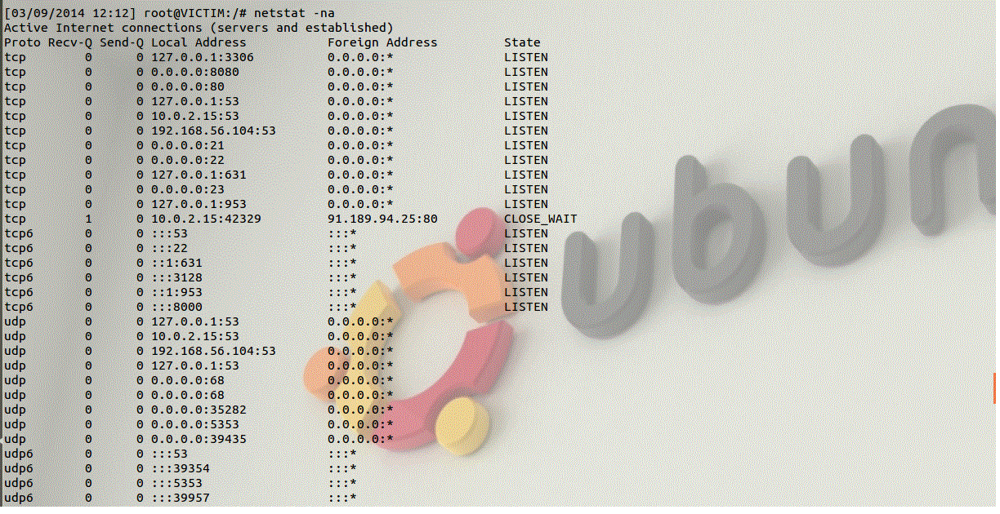 [03/09/2014 12:12] root@VICTIM:/# netstat -na
Active Internet connections (servers and established)
Proto Recv-Q Send-Q Local Address           Foreign Address         State
tcp        0      0 127.0.0.1:3306          0.0.0.0:*               LISTEN
tcp        0      0 0.0.0.0:8080            0.0.0.0:*               LISTEN
tcp        0      0 0.0.0.0:80              0.0.0.0:*               LISTEN
tcp        0      0 127.0.0.1:53            0.0.0.0:*               LISTEN
tcp        0      0 10.0.2.15:53            0.0.0.0:*               LISTEN
tcp        0      0 192.168.56.104:53       0.0.0.0:*               LISTEN
tcp        0      0 0.0.0.0:21              0.0.0.0:*               LISTEN
tcp        0      0 0.0.0.0:22              0.0.0.0:*               LISTEN
tcp        0      0 127.0.0.1:631           0.0.0.0:*               LISTEN
tcp        0      0 0.0.0.0:23              0.0.0.0:*               LISTEN
tcp        0      0 127.0.0.1:953           0.0.0.0:*               LISTEN
tcp        1      0 10.0.2.15:42329         91.189.94.25:80         CLOSE_WAIT
tcp6       0      0 :::53                   :::*                    LISTEN
tcp6       0      0 :::22                   :::*                    LISTEN
tcp6       0      0 ::1:631                 :::*                    LISTEN
tcp6       0      0 :::3128                 :::*                    LISTEN
tcp6       0      0 ::1:953                 :::*                    LISTEN
tcp6       0      0 :::8000                 :::*                    LISTEN
udp        0      0 127.0.0.1:53            0.0.0.0:*
udp        0      0 10.0.2.15:53            0.0.0.0:*
udp        0      0 192.168.56.104:53       0.0.0.0:*
udp        0      0 127.0.0.1:53            0.0.0.0:*
udp        0      0 0.0.0.0:68              0.0.0.0:*
udp        0      0 0.0.0.0:68              0.0.0.0:*
udp        0      0 0.0.0.0:35282           0.0.0.0:*
udp        0      0 0.0.0.0:5353            0.0.0.0:*
udp        0      0 0.0.0.0:39435           0.0.0.0:*
udp6       0      0 :::53                   :::*
udp6       0      0 :::39354                :::*
udp6       0      0 :::5353                 :::*
udp6       0      0 :::39957                :::*
ubun